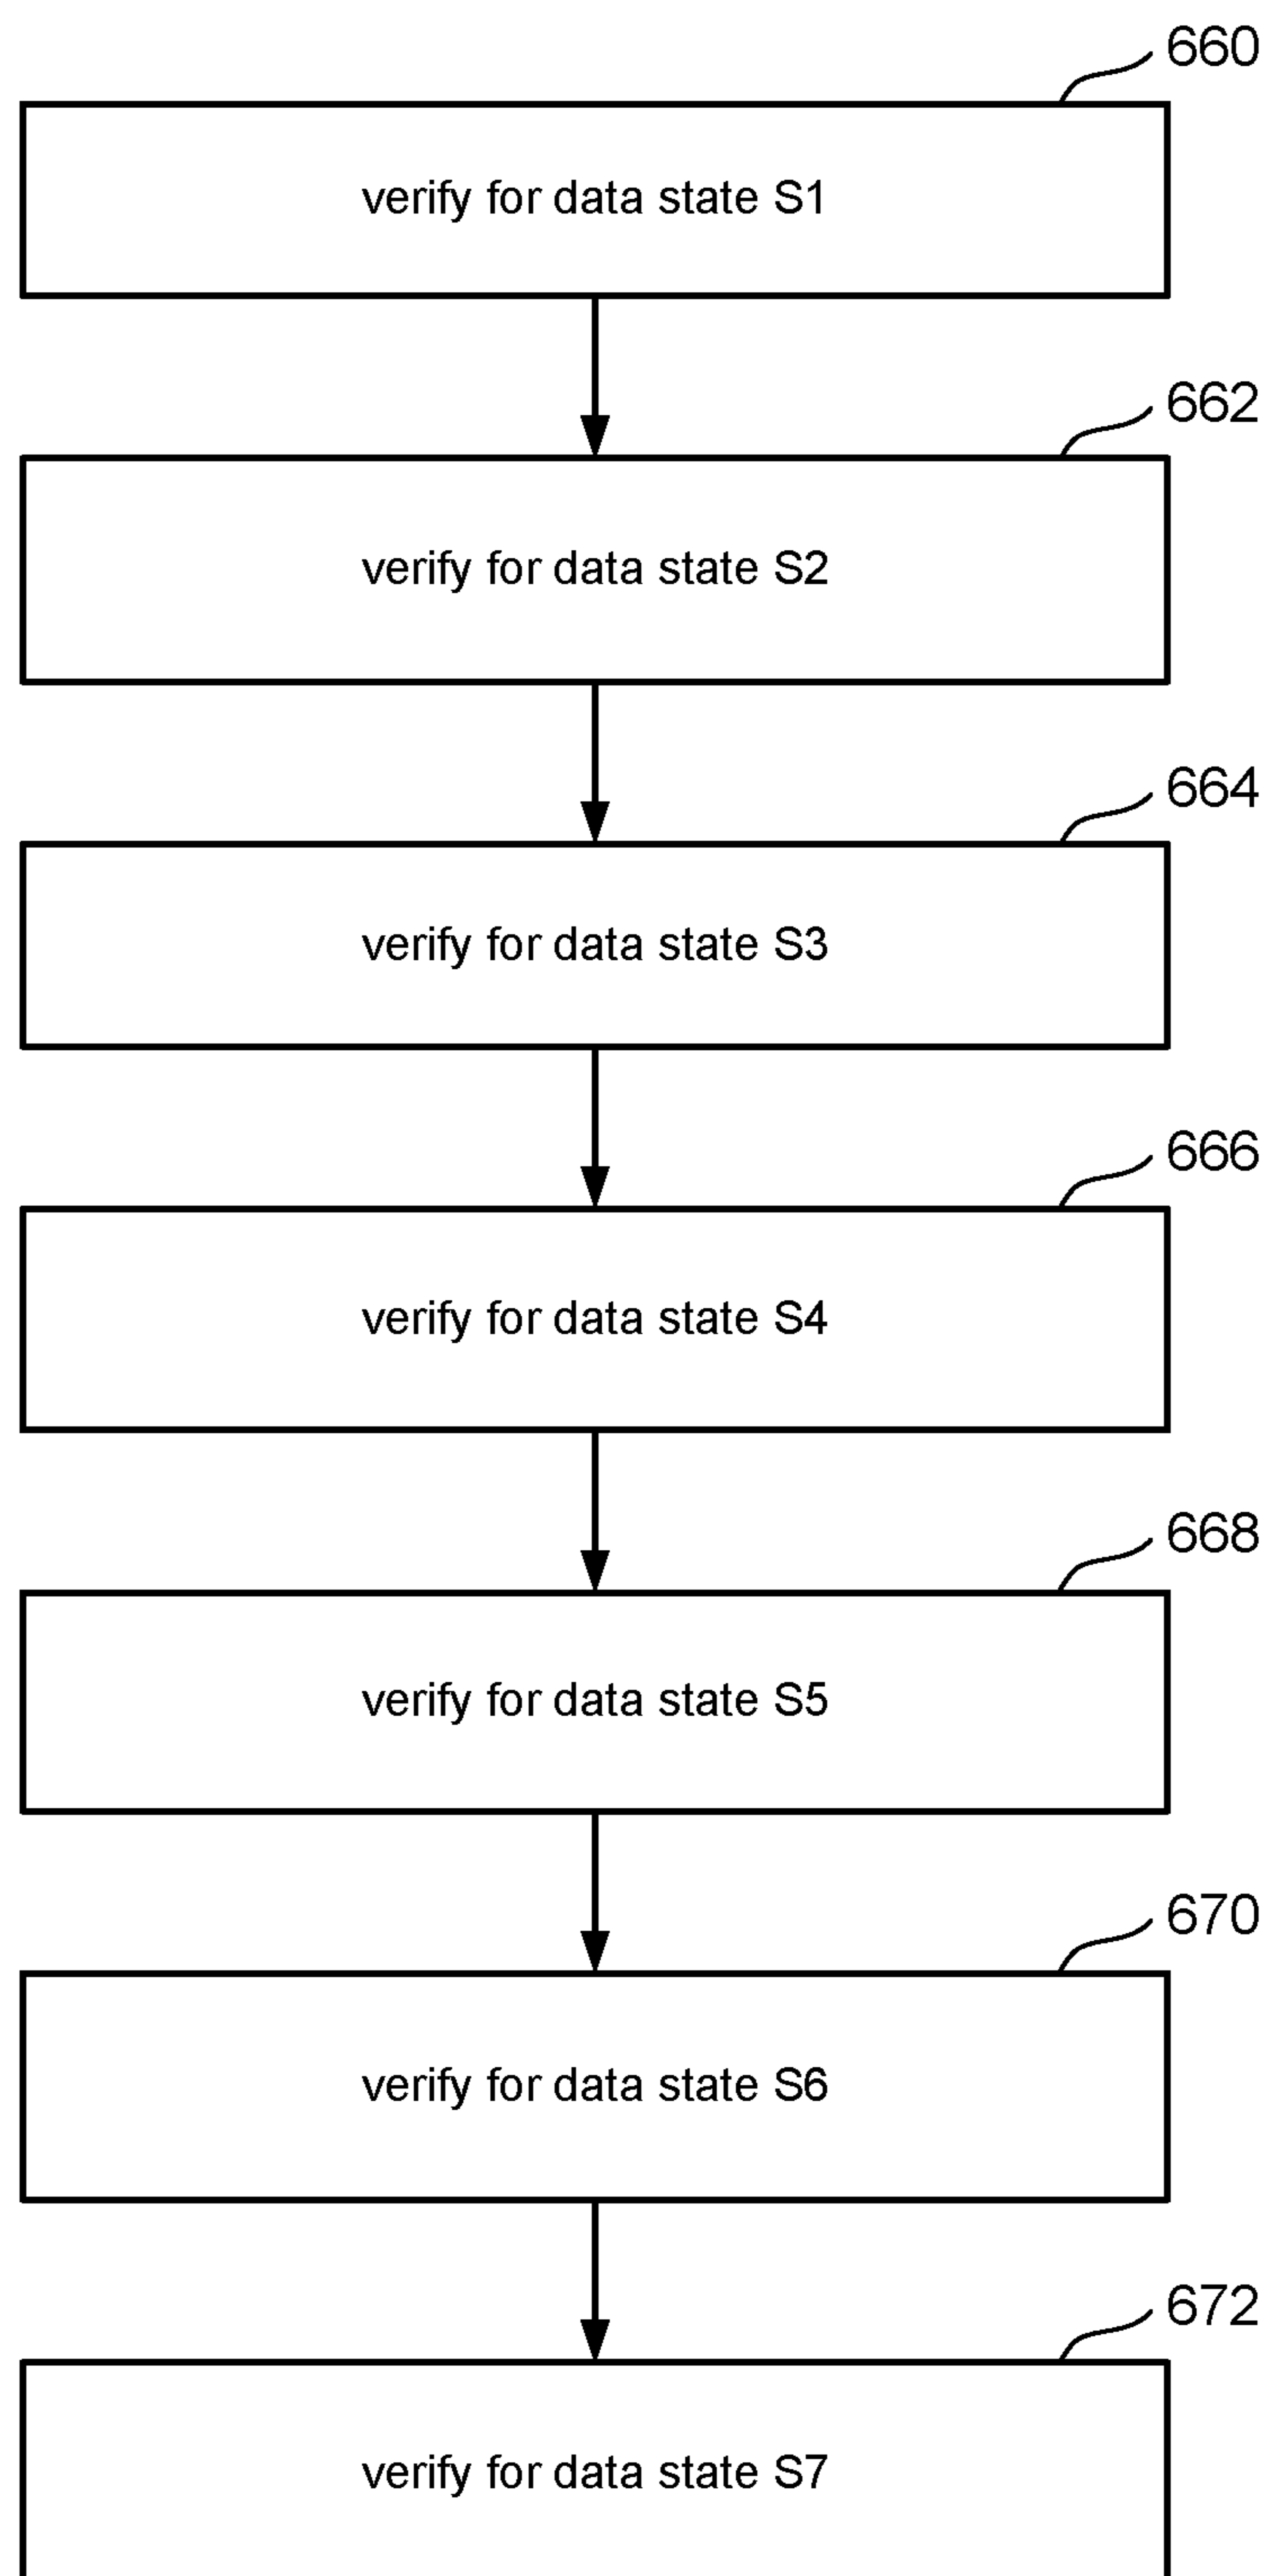 660
verify for data state S1
662
verify for data state S2
664
verify for data state S3
666
verify for data state S4
668
verify for data state S5
670
verify for data state S6
672
verify for data state S7